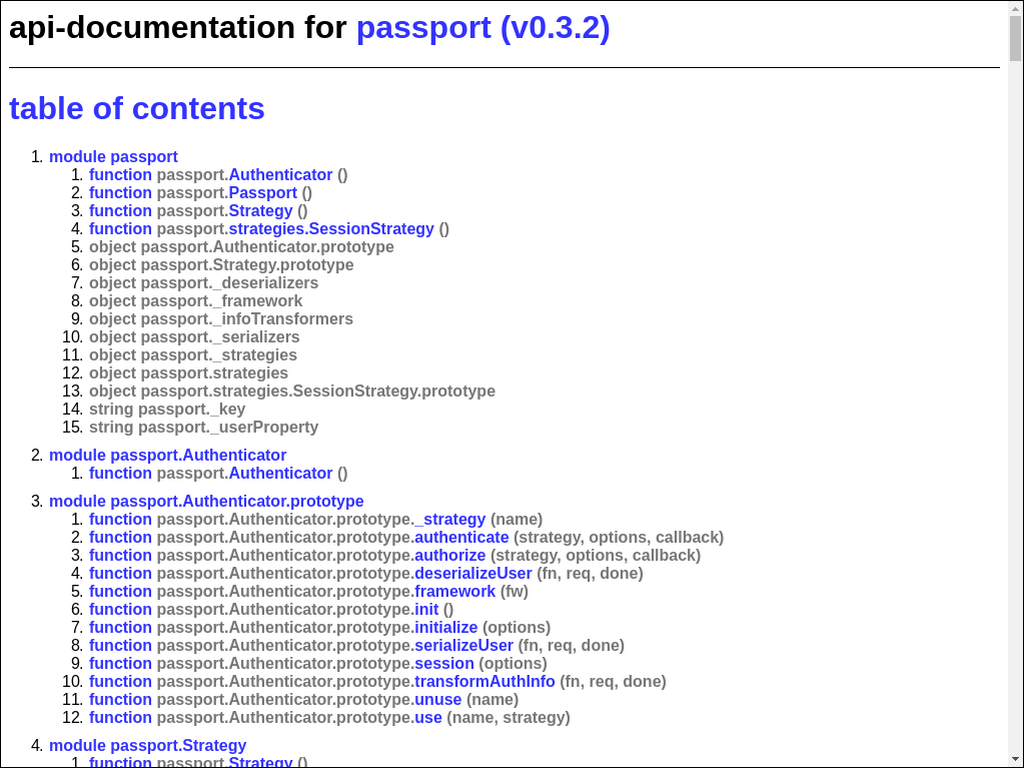 api-documentation for passport (v0.3.2)
table of contents
1. module passport
1. function passport.Authenticator ()
2. function passport.Passport ()
3. function passport.Strategy ()
4. function passport.strategies.SessionStrategy ()
5. object passport.Authenticator.prototype
6. object passport.Strategy.prototype
7. object passport._deserializers
8. object passport._framework
9. object passport._infoTransformers
10. object passport._serializers
11. object passport._strategies
12. object passport.strategies
13. object passport.strategies.SessionStrategy.prototype
14. string passport._key
15. string passport._userProperty
2. module passport.Authenticator
1. function passport.Authenticator ()
3. module passport.Authenticator.prototype
1. function passport.Authenticator.prototype._strategy (name)
2. function passport.Authenticator.prototype.authenticate (strategy, options, callback)
3. function passport.Authenticator.prototype.authorize (strategy, options, callback)
4. function passport.Authenticator.prototype.deserializeUser (fn, req, done)
5. function passport.Authenticator.prototype.framework (fw)
6. function passport.Authenticator.prototype.init ()
7. function passport.Authenticator.prototype.initialize (options)
8. function passport.Authenticator.prototype.serializeUser (fn, req, done)
9. function passport.Authenticator.prototype.session (options)
10. function passport.Authenticator.prototype.transformAuthInfo (fn, req, done)
11. function passport.Authenticator.prototype.unuse (name)
12. function passport.Authenticator.prototype.use (name, strategy)
4. module passport.Strategy
1. function passport.Strategy ()